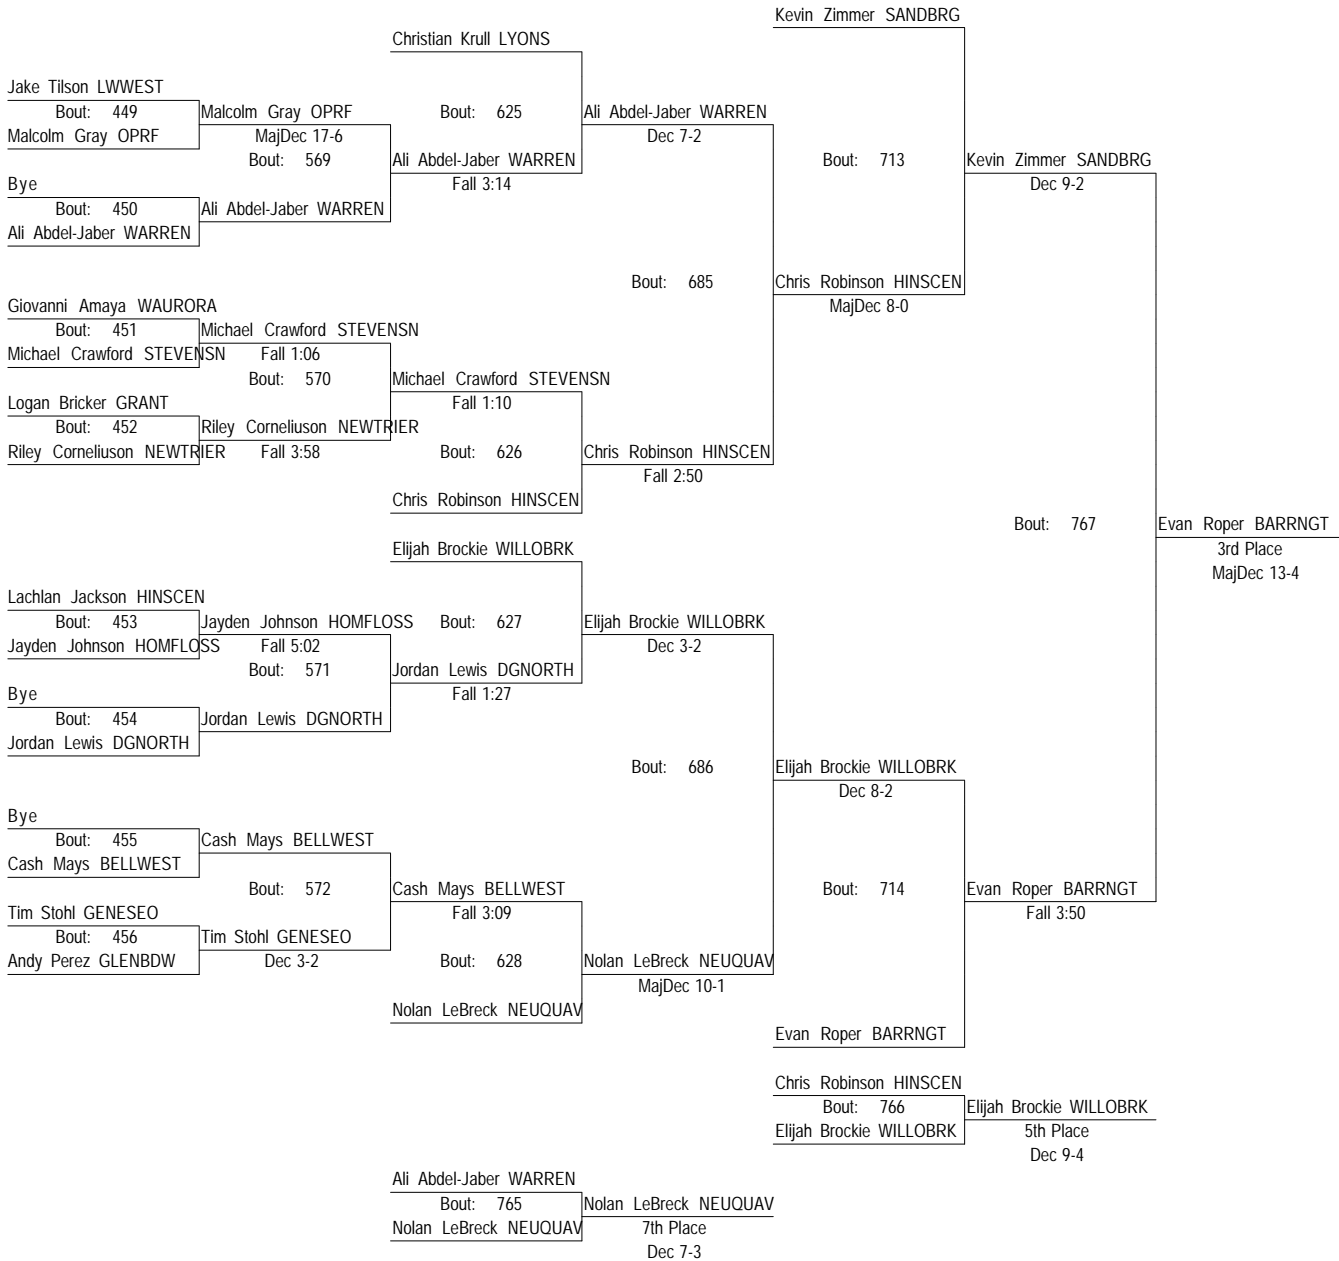 Kevin Zimmer SANDBRG
Christian Krull LYONS
Jake Tilson LWWEST
Bout: 449
Malcolm Gray OPRF
Malcolm Gray OPRF
MajDec 17-6
Bout: 569
Bout: 625
Ali Abdel-Jaber WARREN
Dec 7-2
Ali Abdel-Jaber WARREN
Fall 3:14
Bout: 713
Kevin Zimmer SANDBRG
Dec 9-2
Bye
Bout: 450
Ali Abdel-Jaber WARREN
Ali Abdel-Jaber WARREN
Bout: 685
Chris Robinson HINSCEN
MajDec 8-0
Giovanni Amaya WAURORA
Bout: 451
Michael Crawford STEVENSN
Michael Crawford STEVENSN
Fall 1:06
Bout: 570
Michael Crawford STEVENSN
Fall 1:10
Logan Bricker GRANT
Bout: 452
Riley Corneliuson NEWTRIER
Riley Corneliuson NEWTRIER
Fall 3:58
Bout: 626
Chris Robinson HINSCEN
Fall 2:50
Chris Robinson HINSCEN
Bout: 767
Evan Roper BARRNGT
3rd Place
MajDec 13-4
Elijah Brockie WILLOBRK
Lachlan Jackson HINSCEN
Bout: 453
Jayden Johnson HOMFLOSS
Jayden Johnson HOMFLOSS
Fall 5:02
Bout: 571
Bout: 627
Elijah Brockie WILLOBRK
Dec 3-2
Jordan Lewis DGNORTH
Fall 1:27
Bye
Bout: 454
Jordan Lewis DGNORTH
Jordan Lewis DGNORTH
Bout: 686
Elijah Brockie WILLOBRK
Dec 8-2
Bye
Bout: 455
Cash Mays BELLWEST
Cash Mays BELLWEST
Bout: 572
Cash Mays BELLWEST
Fall 3:09
Bout: 714
Evan Roper BARRNGT
Fall 3:50
Tim Stohl GENESEO
Bout: 456
Andy Perez GLENBDW
Tim Stohl GENESEO
Dec 3-2
Bout: 628
Nolan LeBreck NEUQUAV
MajDec 10-1
Nolan LeBreck NEUQUAV
Evan Roper BARRNGT
Chris Robinson HINSCEN
Bout: 766
Elijah Brockie WILLOBRK
Elijah Brockie WILLOBRK
5th Place
Dec 9-4
Ali Abdel-Jaber WARREN
Bout: 765
Nolan LeBreck NEUQUAV
Nolan LeBreck NEUQUAV
7th Place
Dec 7-3